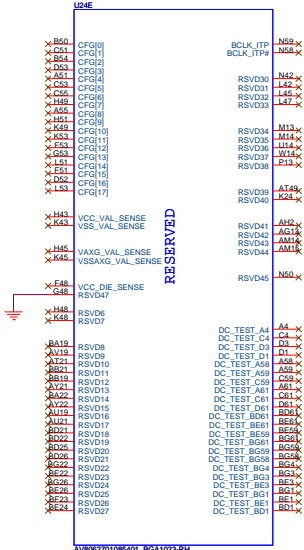 U24E
B50 CFG[0]
C51 CFG[1]
B54 CFG[2]
D53 CFG[3]
A51 CFG[4]
C53 CFG[5]
C55 CFG[6]
H49 CFG[7]
A55 CFG[8]
H51 CFG[9]
K49 CFG[10]
K53 CFG[11]
F53 CFG[12]
G53 CFG[13]
L51 CFG[14]
F51 CFG[15]
D52 CFG[16]
L53 CFG[17]
H43 VCC_VAL_SENSE
K43 VSS_VAL_SENSE
H45 VAXG_VAL_SENSE
K45 VSSAXG_VAL_SENSE
F48 VCC_DIE_SENSE
G48 RSVD47
H48 RSVD6
K48 RSVD7
BA19 RSVD8
AV19 RSVD9
AT21 RSVD10
BB21 RSVD11
BB19 RSVD12
AY21 RSVD13
BA22 RSVD14
AY22 RSVD15
AU19 RSVD16
AU21 RSVD17
BD21 RSVD18
BD22 RSVD19
BD25 RSVD20
BD26 RSVD21
BG22 RSVD22
BE22 RSVD23
BG26 RSVD24
BE26 RSVD25
BF23 RSVD26
BE24 RSVD27
RESERVED
BCLK_ITP N59
BCLK_ITP# N58
RSVD30 N42
RSVD31 L42
RSVD32 L45
RSVD33 L47
RSVD34 M13
RSVD35 M14
RSVD36 U14
RSVD37 W14
RSVD38 P13
RSVD39 AT49
RSVD40 K24
RSVD41 AH2
RSVD42 AG13
RSVD43 AM14
RSVD44 AM15
RSVD45 N50
DC_TEST_A4 A4
DC_TEST_C4 C4
DC_TEST_D3 D3
DC_TEST_D1 D1
DC_TEST_A58 A58
DC_TEST_A59 A59
DC_TEST_C59 C59
DC_TEST_A61 A61
DC_TEST_C61 C61
DC_TEST_D61 D61
DC_TEST_BD61 BD61
DC_TEST_BE61 BE61
DC_TEST_BE59 BE59
DC_TEST_BG61 BG61
DC_TEST_BG59 BG59
DC_TEST_BG58 BG58
DC_TEST_BG4 BG4
DC_TEST_BG3 BG3
DC_TEST_BE3 BE3
DC_TEST_BG1 BG1
DC_TEST_BE1 BE1
DC_TEST_BD1 BD1